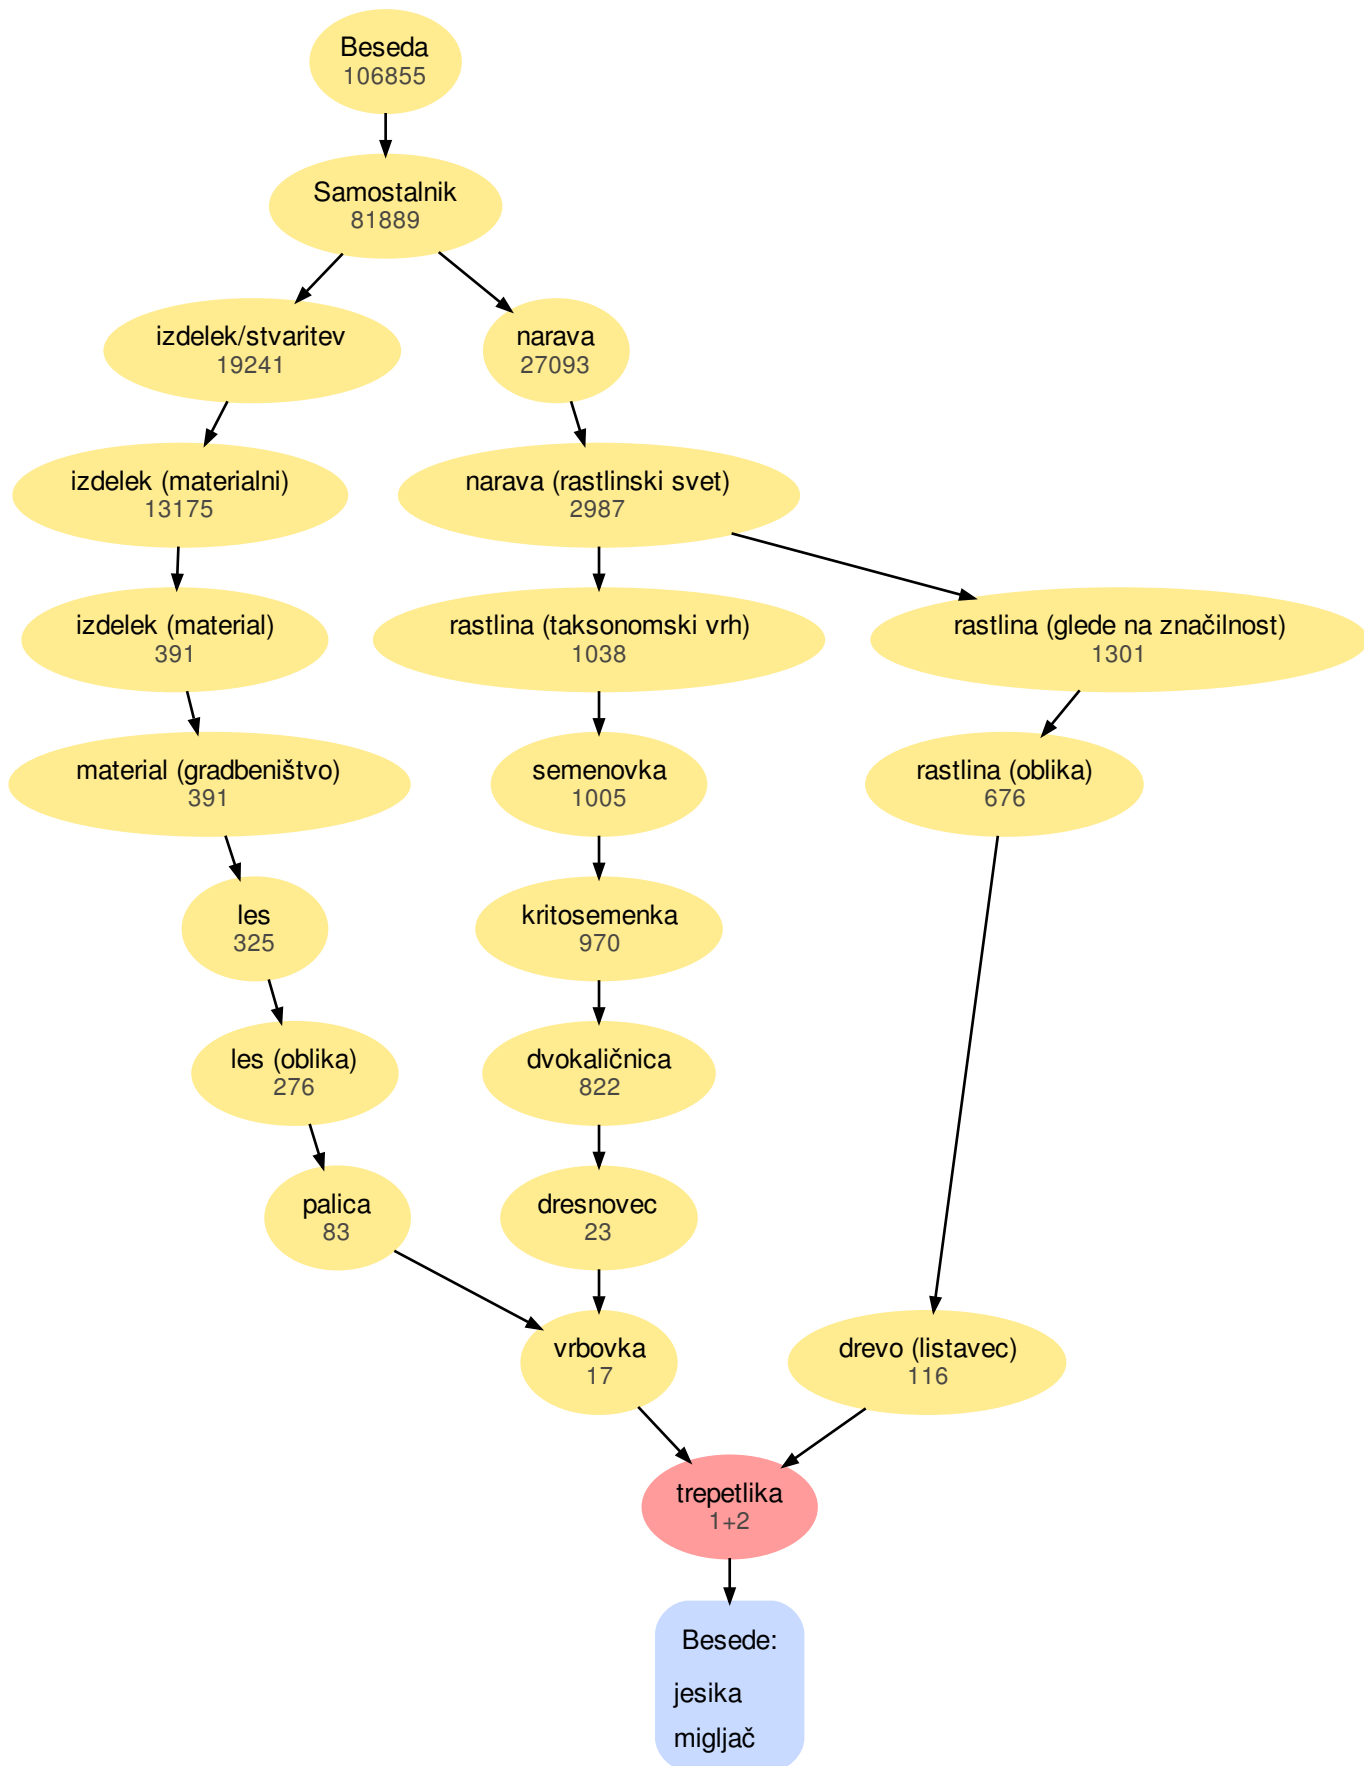 Beseda
106855
Samostalnik
81889
izdelek/stvaritev
19241
narava
27093
izdelek (materialni)
13175
narava (rastlinski svet)
2987
izdelek (material)
391
rastlina (taksonomski vrh)
1038
rastlina (glede na značilnost)
1301
material (gradbeništvo)
391
semenovka
1005
rastlina (oblika)
676
les
325
kritosemenka
970
les (oblika)
276
dvokaličnica
822
palica
83
dresnovec
23
vrbovka
17
drevo (listavec)
116
trepetlika
1+2
Besede:
jesika
migljač